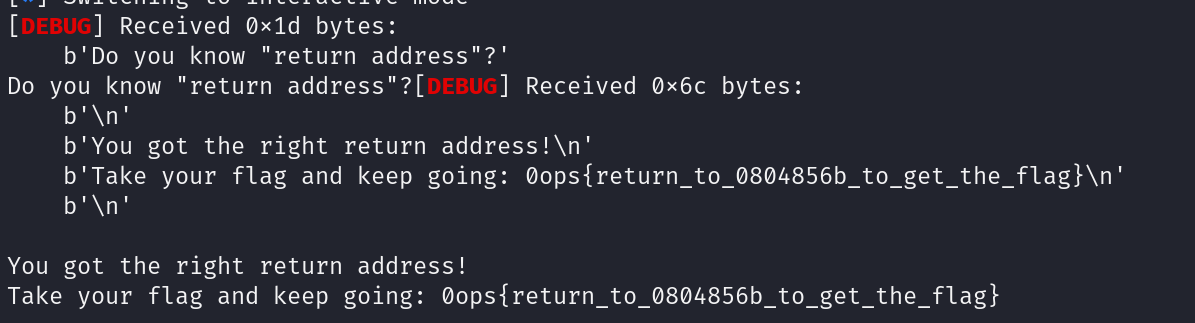 [*] Switching to interactive mode
[DEBUG] Received 0×1d bytes:
    b'Do you know "return address"?'
Do you know "return address"?[DEBUG] Received 0×6c bytes:
    b'\n'
    b'You got the right return address!\n'
    b'Take your flag and keep going: 0ops{return_to_0804856b_to_get_the_flag}\n'
    b'\n'
You got the right return address!
Take your flag and keep going: 0ops{return_to_0804856b_to_get_the_flag}